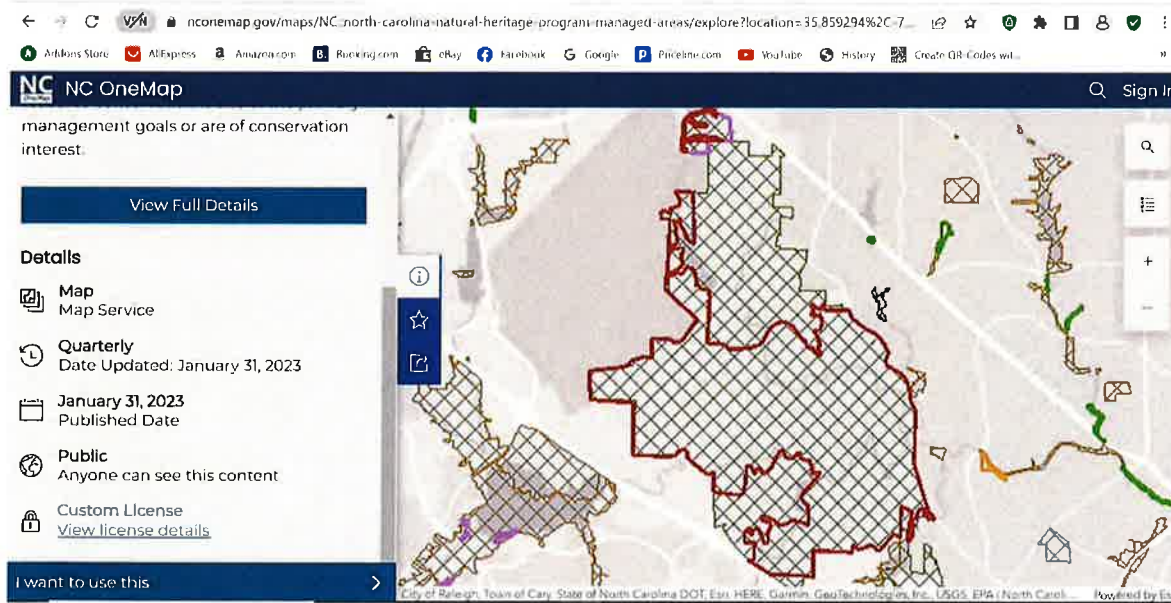 VPN nconemap.gov/maps/NC::north-carolina-natural-heritage-program-managed-areas/explore?location=35.859294%2C-7...
Addons Store AliExpress Amazon.com Booking.com eBay Facebook Google Priceline.com YouTube History Create QR-Codes wit...
NC OneMap NC OneMap Sign In
management goals or are of conservation
interest.
View Full Details
Details
Map
Map Service
Quarterly
Date Updated: January 31, 2023
January 31, 2023
Published Date
Public
Anyone can see this content
Custom License
View license details
I want to use this
City of Raleigh, Town of Cary, State of North Carolina DOT, Esri, HERE, Garmin, GeoTechnologies, Inc., USGS, EPA | North Caroli... Powered by Es